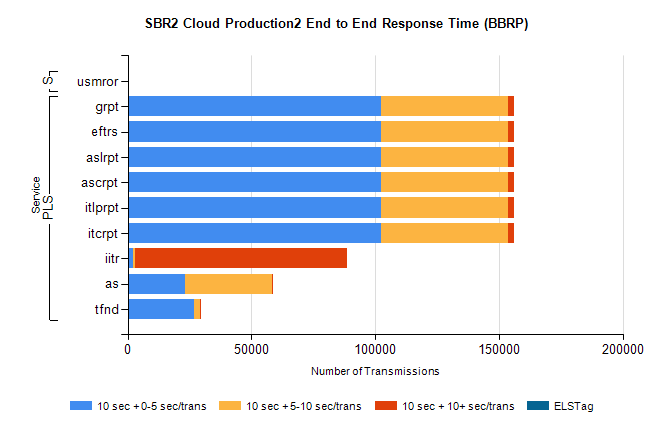 SBR2 Cloud Production2 End to End Response Time (BBRP)
usmror
grpt
eftrs
aslrpt
ascrpt
itlprpt
itcrpt
iitr
as
tfnd
S
PLS
Service
0
50000
100000
150000
200000
Number of Transmissions
10 sec +0-5 sec/trans
10 sec +5-10 sec/trans
10 sec + 10+ sec/trans
ELSTag